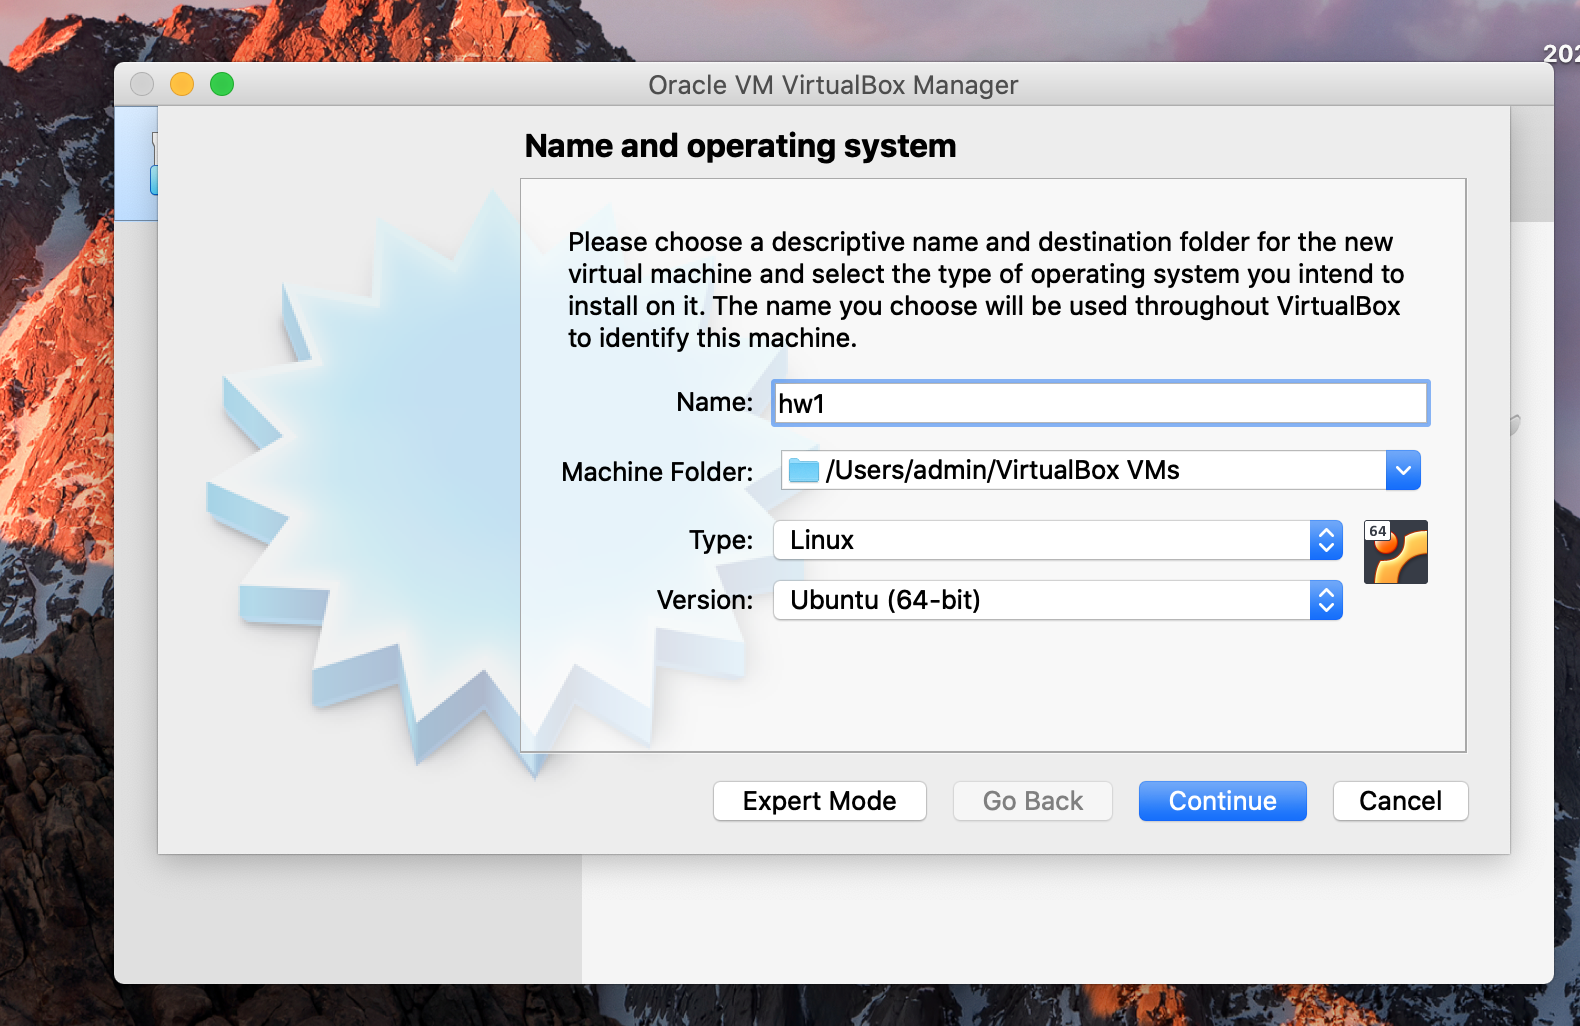 202
Oracle VM VirtualBox Manager
Name and operating system
Please choose a descriptive name and destination folder for the new
virtual machine and select the type of operating system you intend to
install on it. The name you choose will be used throughout VirtualBox
to identify this machine.
Name: hw1
Machine Folder: /Users/admin/VirtualBox VMs
Type: Linux
64
Version: Ubuntu (64-bit)
Expert Mode Go Back Continue Cancel